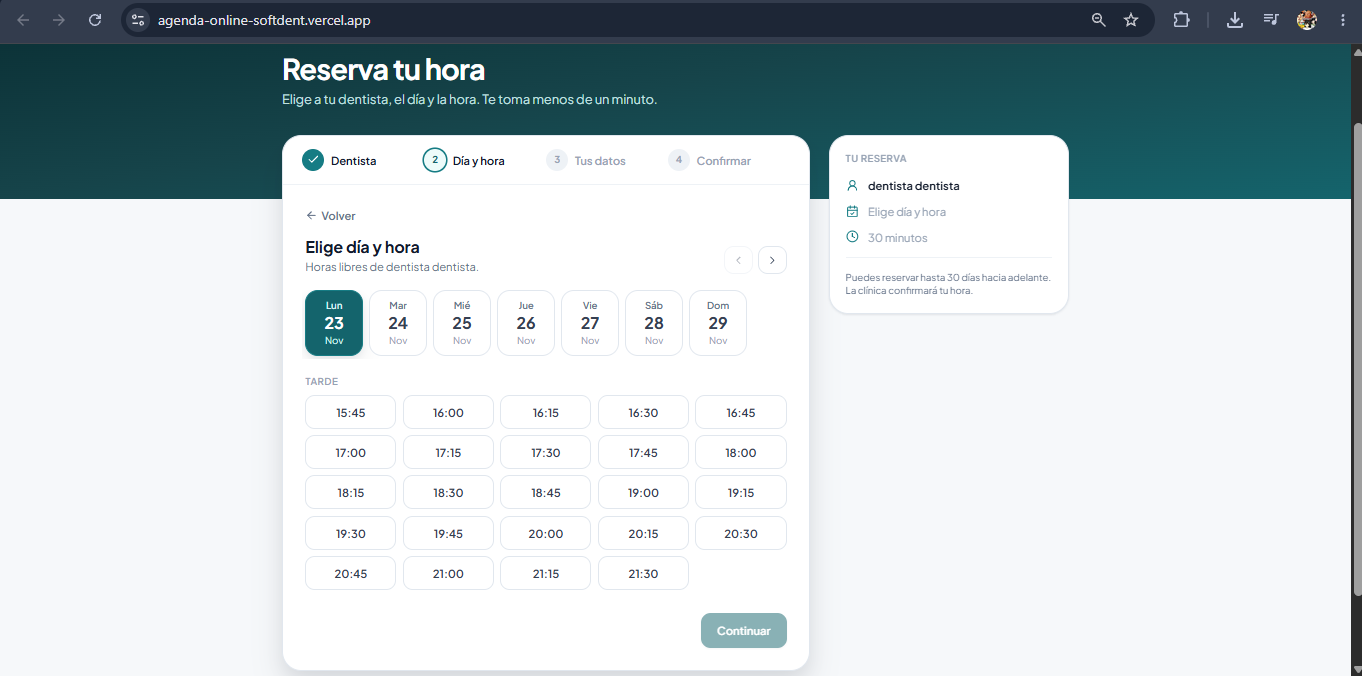 agenda-online-softdent.vercel.app
Reserva tu hora
Elige a tu dentista, el día y la hora. Te toma menos de un minuto.
Dentista
2 Día y hora
3 Tus datos
4 Confirmar
← Volver
Elige día y hora
Horas libres de dentista dentista.
Lun Mar Mié Jue Vie Sáb Dom
23 24 25 26 27 28 29
Nov Nov Nov Nov Nov Nov Nov
TARDE
15:45 16:00 16:15 16:30 16:45
17:00 17:15 17:30 17:45 18:00
18:15 18:30 18:45 19:00 19:15
19:30 19:45 20:00 20:15 20:30
20:45 21:00 21:15 21:30
Continuar
TU RESERVA
dentista dentista
Elige día y hora
30 minutos
Puedes reservar hasta 30 días hacia adelante.
La clínica confirmará tu hora.